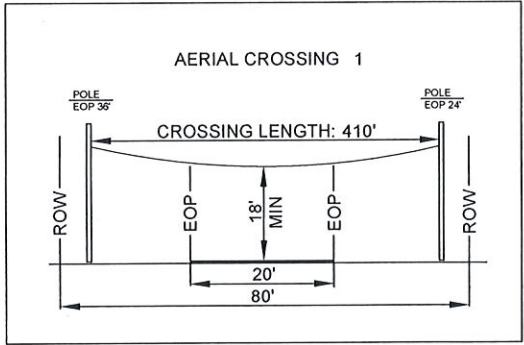 AERIAL CROSSING 1
POLE
EOP 36'
POLE
EOP 24'
CROSSING LENGTH: 410'
ROW
EOP
18'
MIN
EOP
ROW
20'
80'